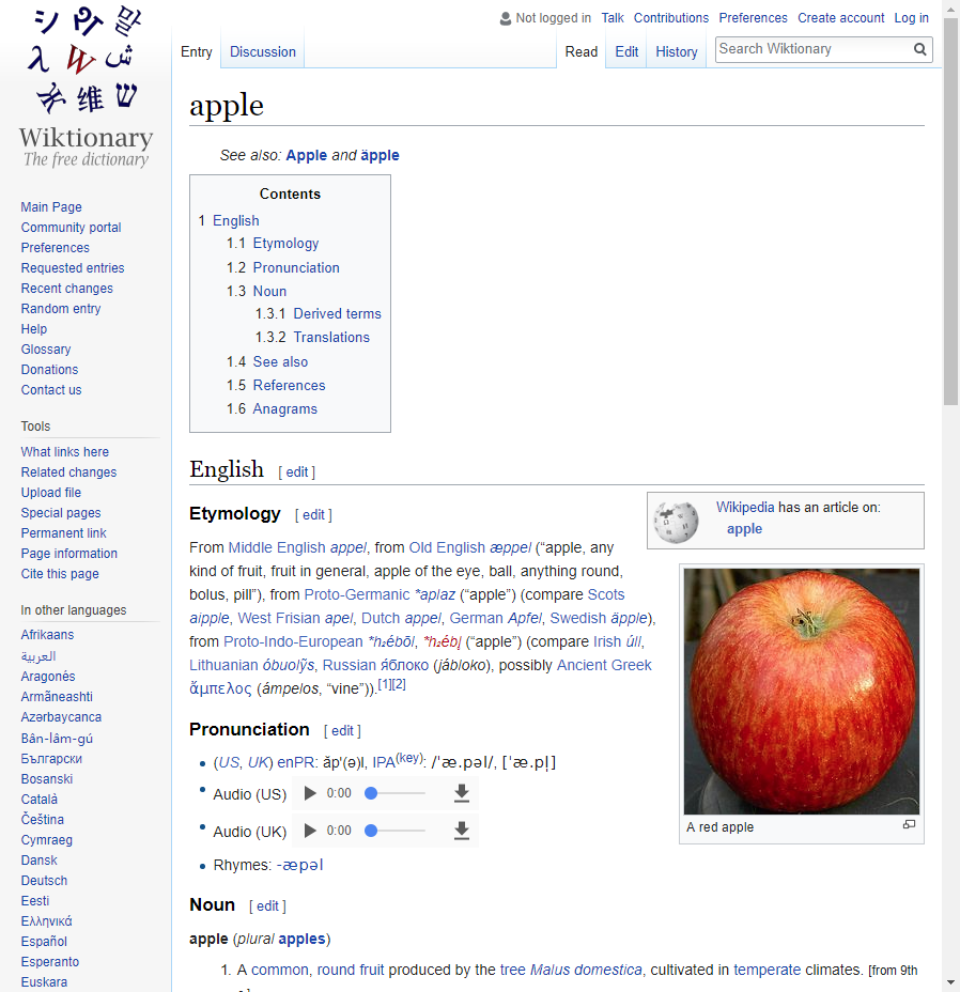 シ
Wiktionary
The free dictionary
Not logged in Talk Contributions Preferences Create account Log in
Entry Discussion Read Edit History Search Wiktionary
Main Page
Community portal
Preferences
Requested entries
Recent changes
Random entry
Help
Glossary
Donations
Contact us
Tools
What links here
Related changes
Upload file
Special pages
Permanent link
Page information
Cite this page
In other languages
Afrikaans
العربية
Aragonés
Armãneashti
Azərbaycanca
Bân-lâm-gú
Български
Bosanski
Català
Čeština
Cymraeg
Dansk
Deutsch
Eesti
Ελληνικά
Español
Esperanto
Euskara
apple
See also: Apple and äpple
Contents
1 English
1.1 Etymology
1.2 Pronunciation
1.3 Noun
1.3.1 Derived terms
1.3.2 Translations
1.4 See also
1.5 References
1.6 Anagrams
English [ edit ]
Etymology [ edit ]
From Middle English appel, from Old English æppel (“apple, any
kind of fruit, fruit in general, apple of the eye, ball, anything round,
bolus, pill”), from Proto-Germanic *aplaz (“apple”) (compare Scots
aipple, West Frisian apel, Dutch appel, German Apfel, Swedish äpple),
from Proto-Indo-European *h₂ébōl, *h₂ébl̥ (“apple”) (compare Irish úll,
Lithuanian óbuolỹs, Russian я́блоко (jábloko), possibly Ancient Greek
ἄμπελος (ámpelos, “vine”)).[1][2]
Wikipedia has an article on:
apple
A red apple
Pronunciation [ edit ]
(US, UK) enPR: ăp'(ə)l, IPA(key): /ˈæ.pəl/, [ˈæ.pl̩]
Audio (US) 0:00
Audio (UK) 0:00
Rhymes: -æpəl
Noun [ edit ]
apple (plural apples)
1. A common, round fruit produced by the tree Malus domestica, cultivated in temperate climates. [from 9th